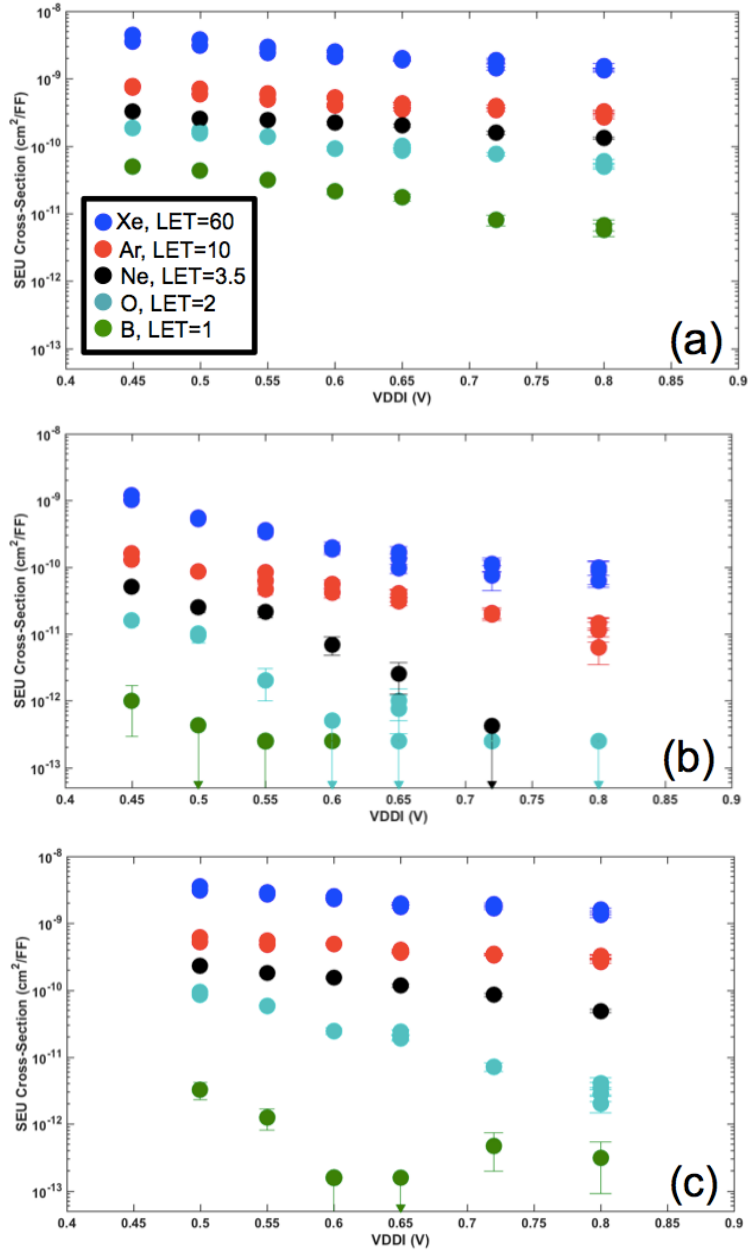 10⁻⁸
10⁻⁹
10⁻¹⁰
10⁻¹¹
10⁻¹²
10⁻¹³
SEU Cross-Section (cm²/FF)
Xe, LET=60
Ar, LET=10
Ne, LET=3.5
O, LET=2
B, LET=1
(a)
0.4 0.45 0.5 0.55 0.6 0.65 0.7 0.75 0.8 0.85 0.9
VDDI (V)
10⁻⁸
10⁻⁹
10⁻¹⁰
10⁻¹¹
10⁻¹²
10⁻¹³
SEU Cross-Section (cm²/FF)
(b)
0.4 0.45 0.5 0.55 0.6 0.65 0.7 0.75 0.8 0.85 0.9
VDDI (V)
10⁻⁸
10⁻⁹
10⁻¹⁰
10⁻¹¹
10⁻¹²
10⁻¹³
SEU Cross-Section (cm²/FF)
(c)
0.4 0.45 0.5 0.55 0.6 0.65 0.7 0.75 0.8 0.85 0.9
VDDI (V)